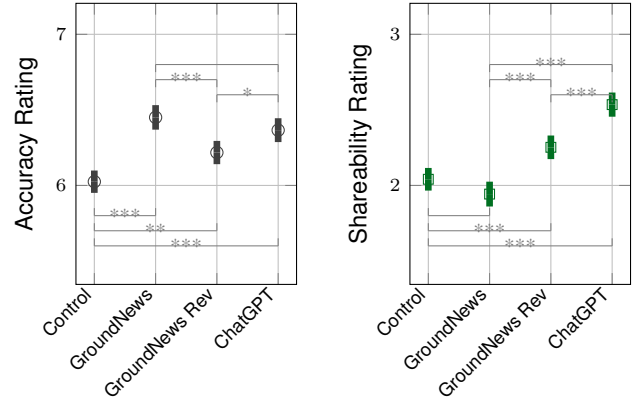 Accuracy Rating
7
6
***
*
***
**
***
Control
GroundNews
GroundNews Rev
ChatGPT
Shareability Rating
3
2
***
***
***
***
***
Control
GroundNews
GroundNews Rev
ChatGPT